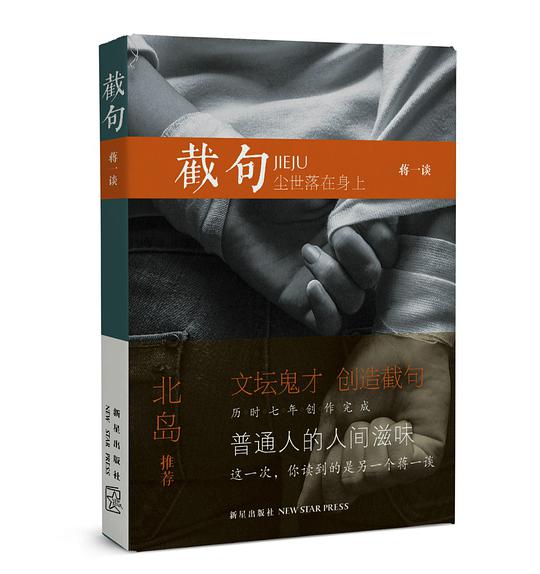 截句
蒋一谈
新星出版社
NEW STAR PRESS
截句
JIEJU
尘世落在身上
蒋一谈
北岛
推荐
文坛鬼才 创造截句
历时七年创作完成
普通人的人间滋味
这一次，你读到的是另一个蒋一谈
新星出版社 NEW STAR PRESS